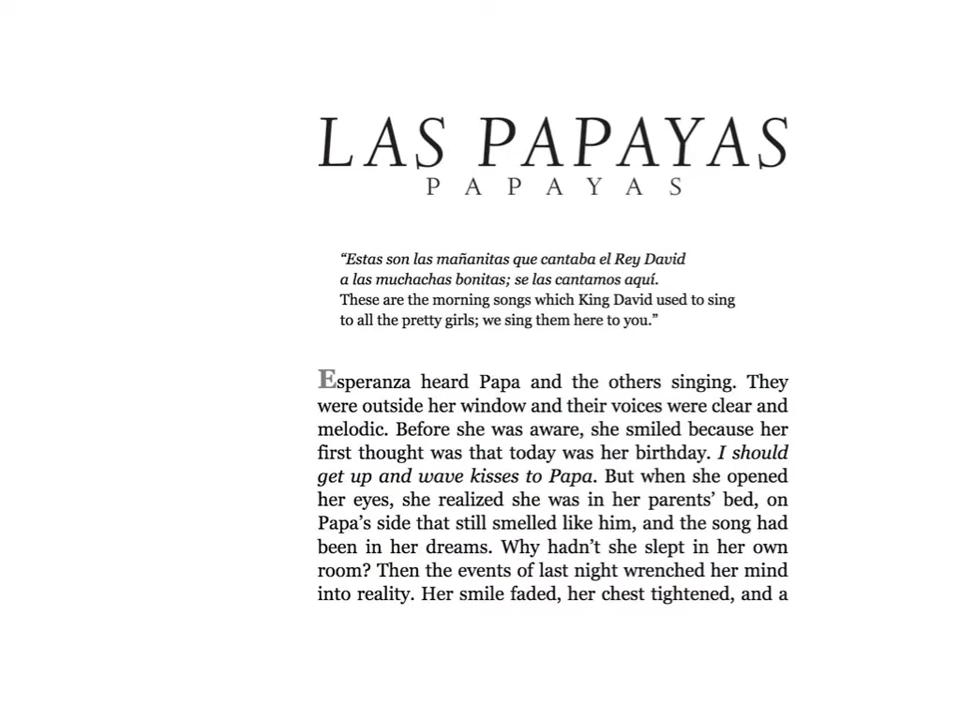 LAS PAPAYAS
PAPAYAS
“Estas son las mañanitas que cantaba el Rey David
a las muchachas bonitas; se las cantamos aquí.
These are the morning songs which King David used to sing
to all the pretty girls; we sing them here to you.”
Esperanza heard Papa and the others singing. They
were outside her window and their voices were clear and
melodic. Before she was aware, she smiled because her
first thought was that today was her birthday. I should
get up and wave kisses to Papa. But when she opened
her eyes, she realized she was in her parents’ bed, on
Papa’s side that still smelled like him, and the song had
been in her dreams. Why hadn’t she slept in her own
room? Then the events of last night wrenched her mind
into reality. Her smile faded, her chest tightened, and a